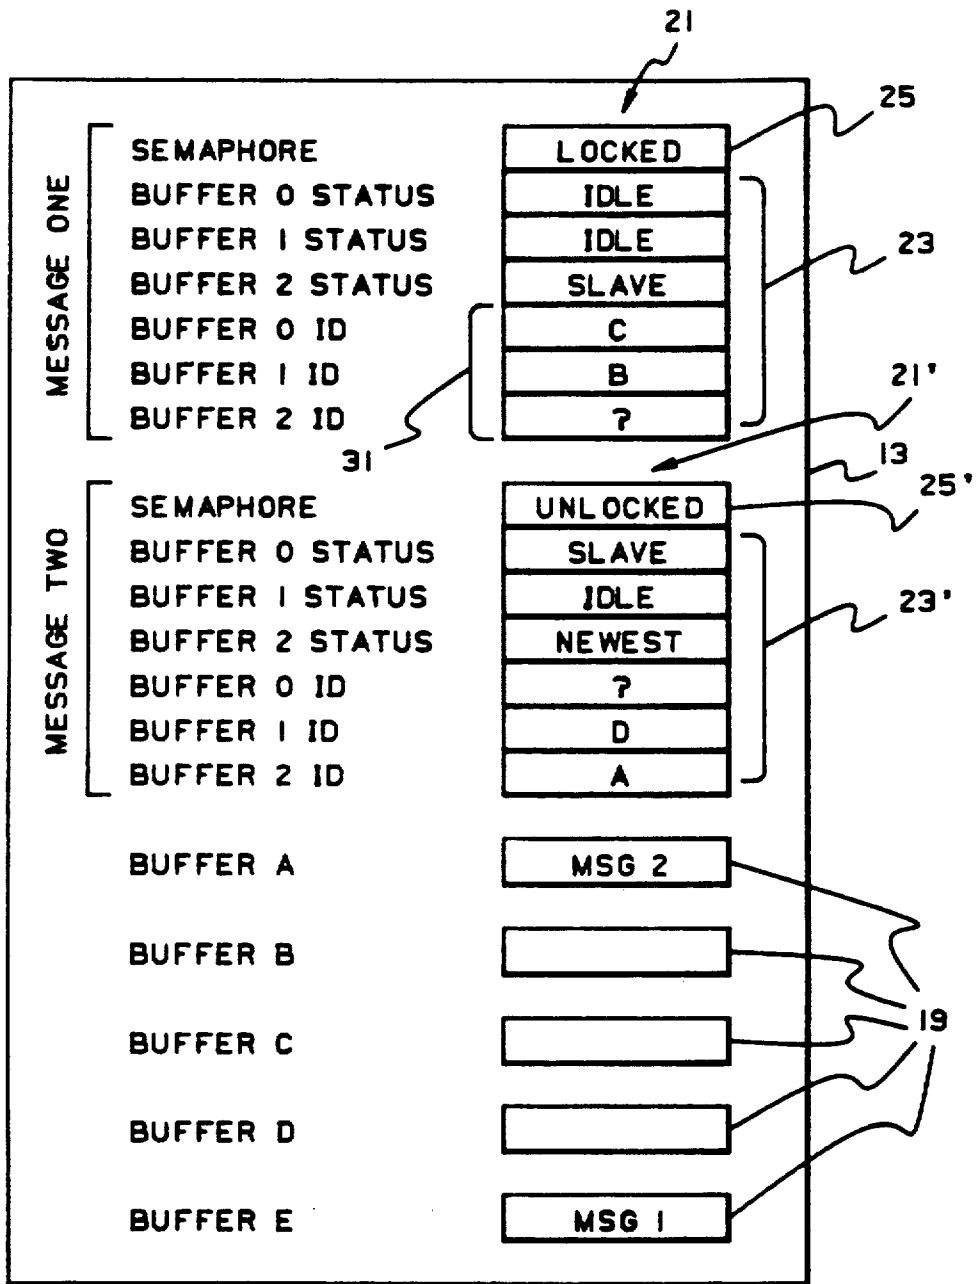 21
25
MESSAGE ONE
SEMAPHORE LOCKED
BUFFER 0 STATUS IDLE
BUFFER 1 STATUS IDLE
23
BUFFER 2 STATUS SLAVE
BUFFER 0 ID C
BUFFER 1 ID B
21'
BUFFER 2 ID ?
31
13
25'
MESSAGE TWO
SEMAPHORE UNLOCKED
BUFFER 0 STATUS SLAVE
BUFFER 1 STATUS IDLE
23'
BUFFER 2 STATUS NEWEST
BUFFER 0 ID ?
BUFFER 1 ID D
BUFFER 2 ID A
BUFFER A MSG 2
BUFFER B
19
BUFFER C
BUFFER D
BUFFER E MSG 1